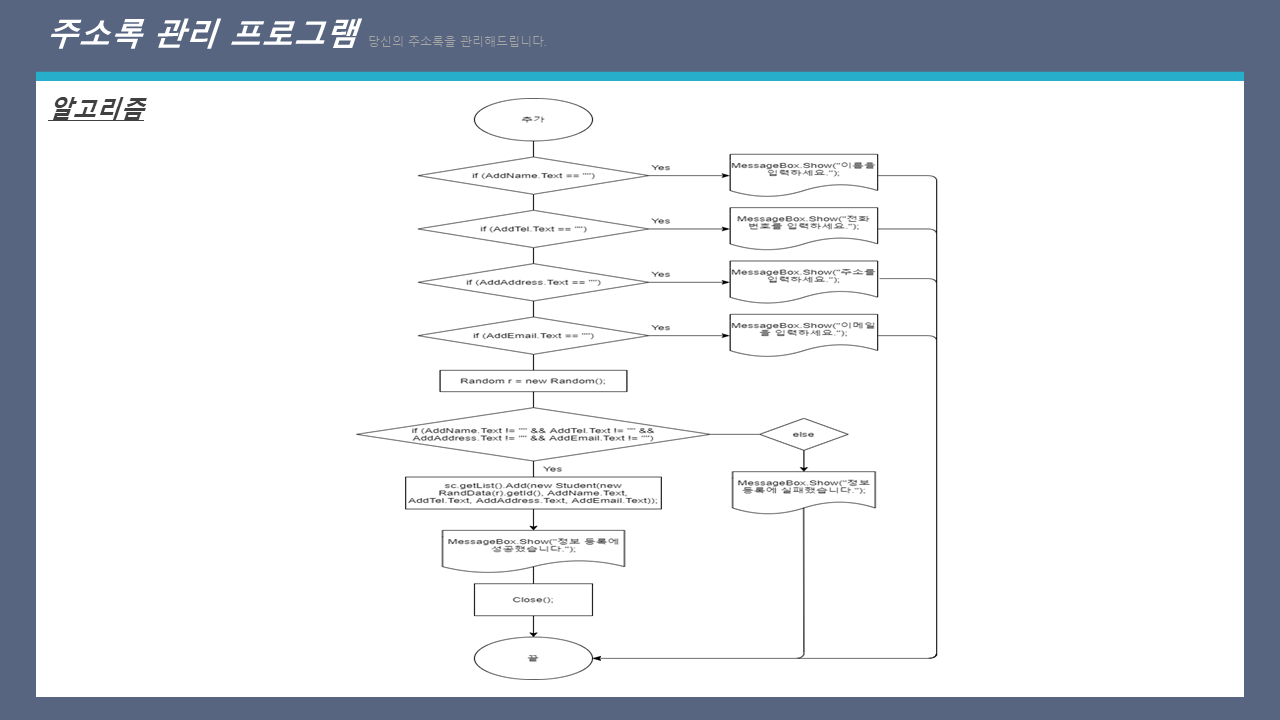 주소록 관리 프로그램 당신의 주소록을 관리해드립니다.
알고리즘
추가
if (AddName.Text == "")
Yes
MessageBox.Show("이름을
입력하세요.");
if (AddTel.Text == "")
Yes
MessageBox.Show("전화
번호를 입력하세요.");
if (AddAddress.Text == "")
Yes
MessageBox.Show("주소를
입력하세요.");
if (AddEmail.Text == "")
Yes
MessageBox.Show("이메일
을 입력하세요.");
Random r = new Random();
if (AddName.Text != "" && AddTel.Text != "" &&
AddAddress.Text != "" && AddEmail.Text != "")
else
Yes
sc.getList().Add(new Student(new
RandData(r).getId(), AddName.Text,
AddTel.Text, AddAddress.Text, AddEmail.Text));
MessageBox.Show("정보
등록에 실패했습니다.");
MessageBox.Show("정보 등록에
성공했습니다.");
Close();
끝